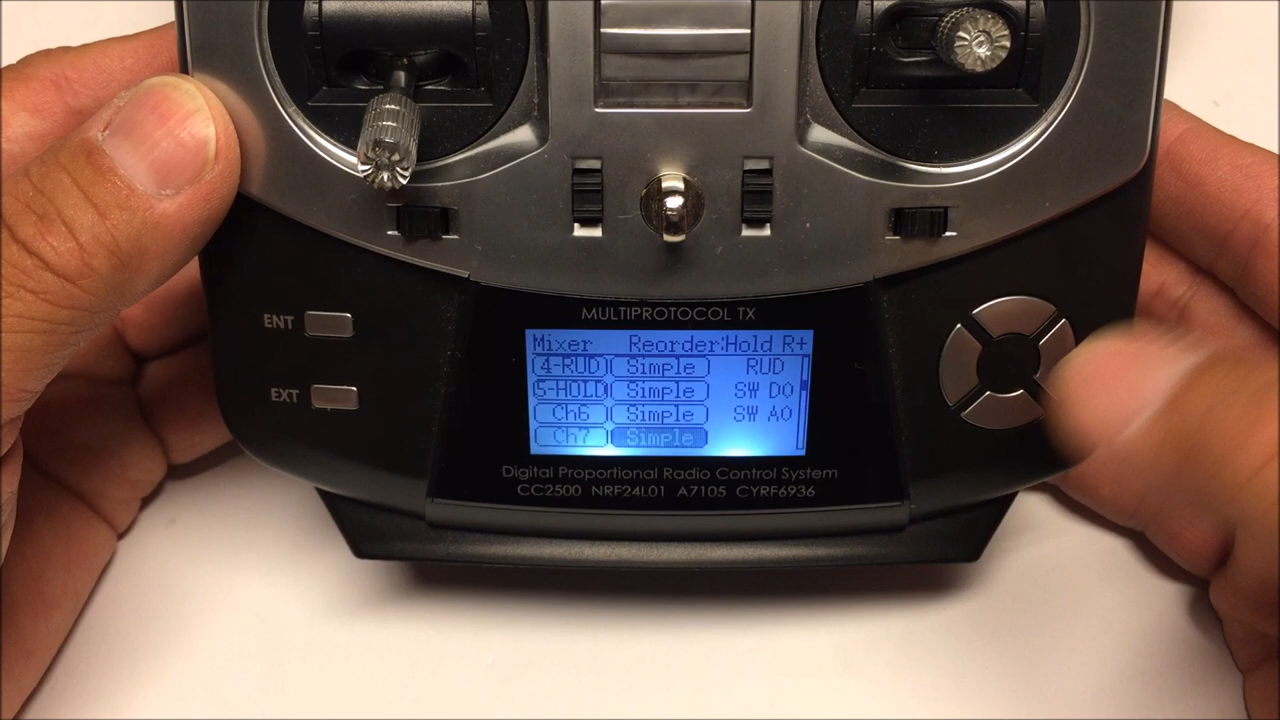 MULTIPROTOCOL TX
ENT
EXT
Mixer Reorder:Hold R+
4-RUD Simple RUD
5-HOLD Simple SW D0
Ch6 Simple SW A0
Ch7 Simple
Digital Proportional Radio Control System
CC2500 NRF24L01 A7105 CYRF6936